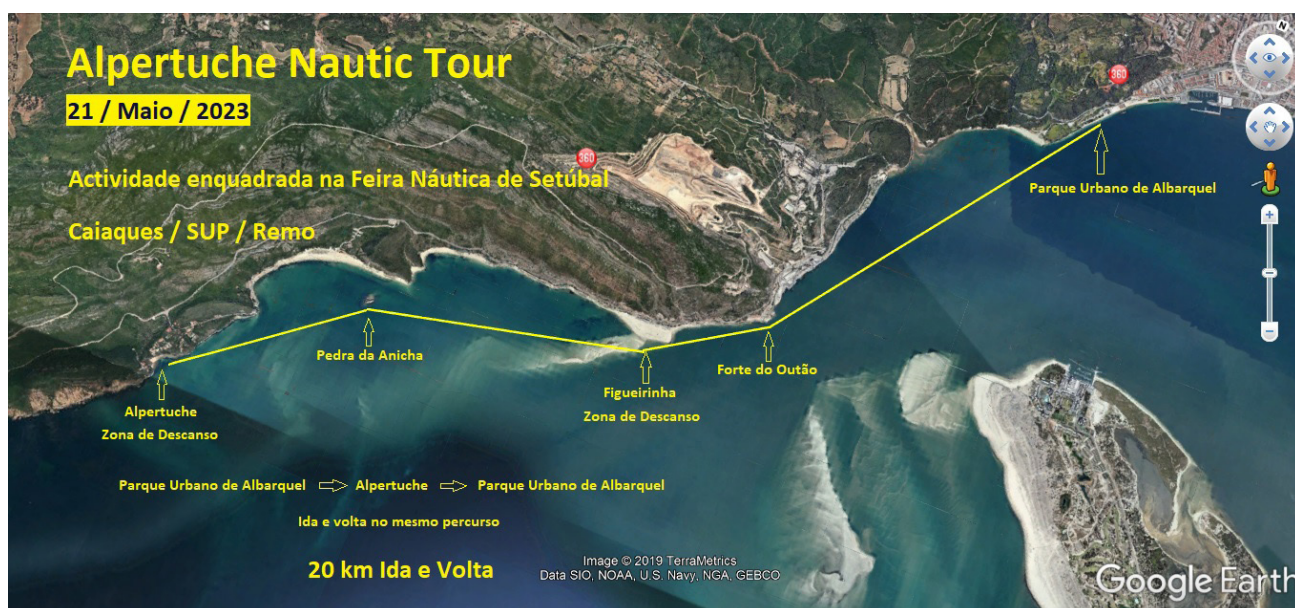 Alpertuche Nautic Tour
21 / Maio / 2023
Actividade enquadrada na Feira Náutica de Setúbal
Caiaques / SUP / Remo
360
360
N
Parque Urbano de Albarquel
Pedra da Anicha
Forte do Outão
Figueirinha
Zona de Descanso
Alpertuche
Zona de Descanso
Parque Urbano de Albarquel ⇨ Alpertuche ⇨ Parque Urbano de Albarquel
Ida e volta no mesmo percurso
20 km Ida e Volta
Image © 2019 TerraMetrics
Data SIO, NOAA, U.S. Navy, NGA, GEBCO
Google Earth